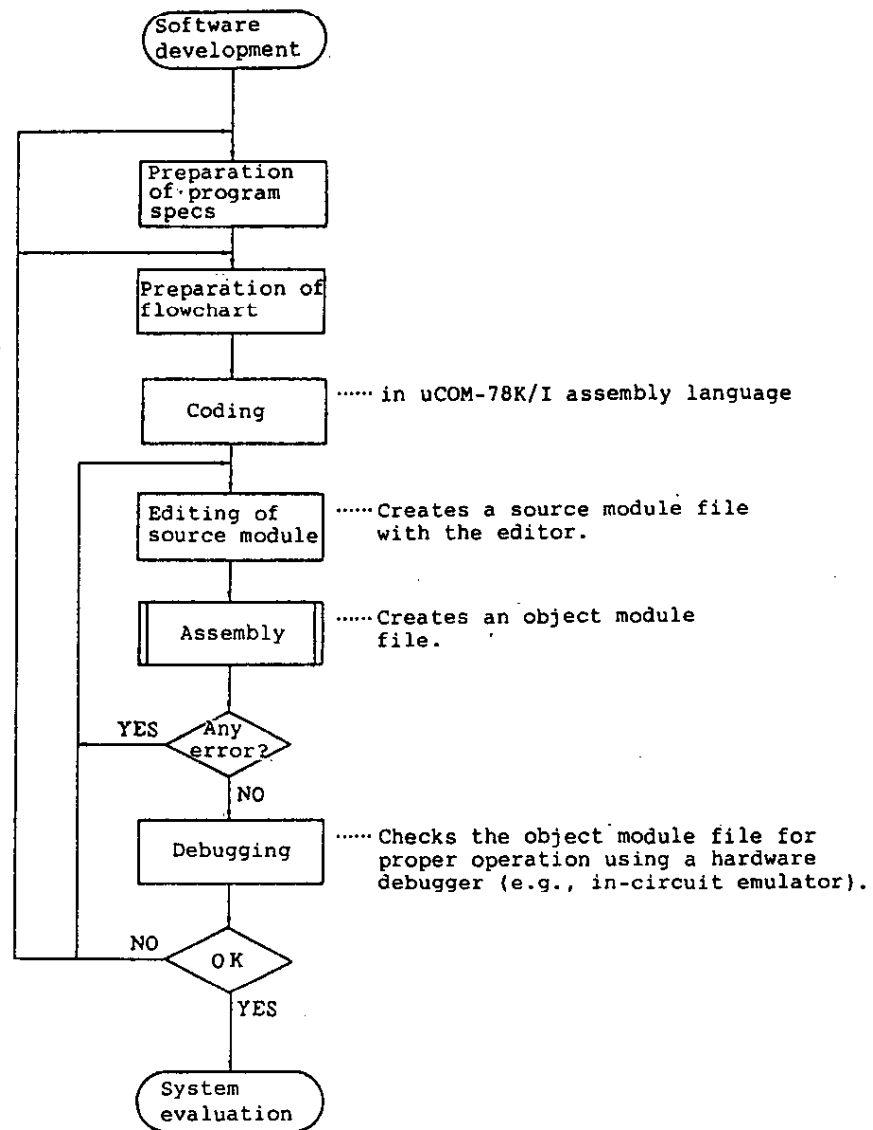 Software
development
Preparation
of program
specs
Preparation of
flowchart
Coding
...... in uCOM-78K/I assembly language
Editing of
source module
...... Creates a source module file
with the editor.
Assembly
...... Creates an object module
file.
YES
Any
error?
NO
Debugging
...... Checks the object module file for
proper operation using a hardware
debugger (e.g., in-circuit emulator).
NO
OK
YES
System
evaluation